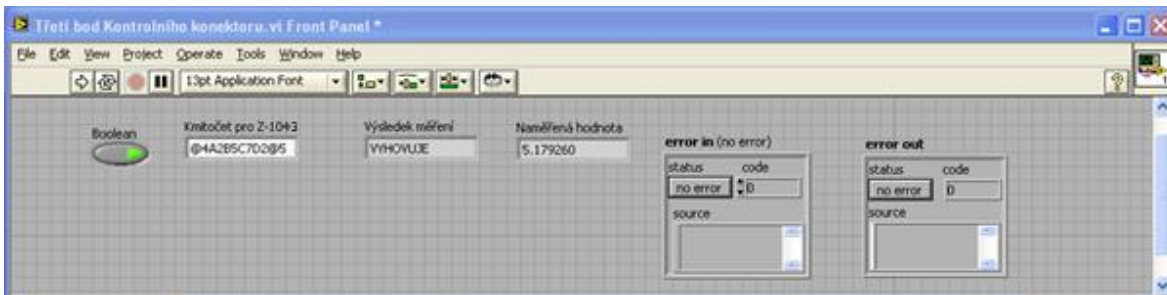 Třetí bod Kontrolního konektoru.vi Front Panel *
File Edit View Project Operate Tools Window Help
13pt Application Font
Boolean
Kmitočet pro Z-1043
@4A2B5C7D2@5
Výsledek měření
VYHOVUJE
Naměřená hodnota
5.179260
error in (no error)
status code
no error 0
source
error out
status code
no error 0
source